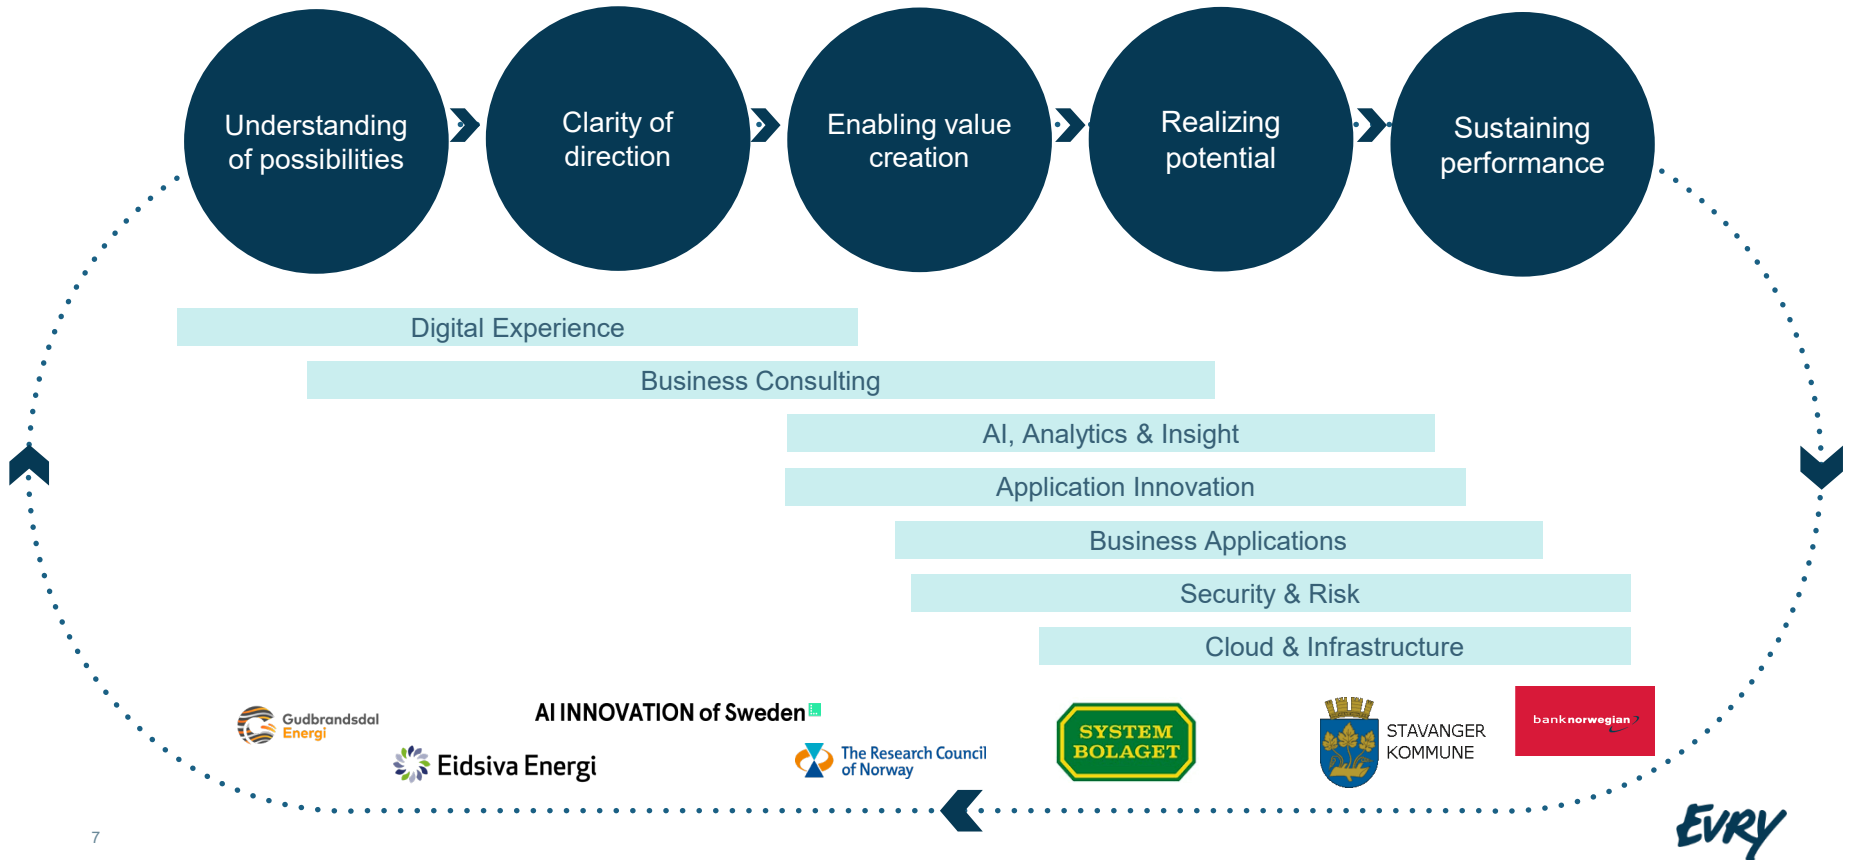 Understanding
of possibilities
Clarity of
direction
Enabling value
creation
Realizing
potential
Sustaining
performance
Digital Experience
Business Consulting
AI, Analytics & Insight
Application Innovation
Business Applications
Security & Risk
Cloud & Infrastructure
Gudbrandsdal
Energi
Eidsiva Energi
AI INNOVATION of Sweden
The Research Council
of Norway
SYSTEM
BOLAGET
STAVANGER
KOMMUNE
banknorwegian
7
EVRY